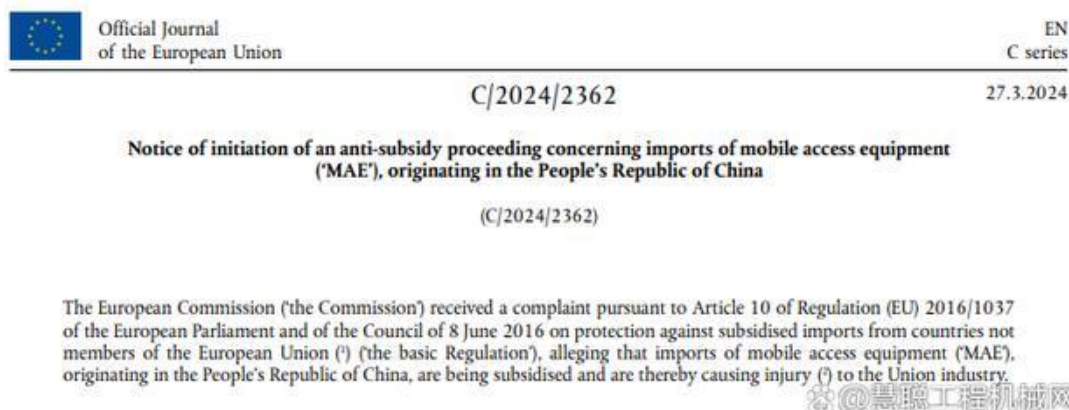 Official Journal
of the European Union
EN
C series
C/2024/2362
27.3.2024
Notice of initiation of an anti-subsidy proceeding concerning imports of mobile access equipment
(‘MAE’), originating in the People’s Republic of China
(C/2024/2362)
The European Commission (‘the Commission’) received a complaint pursuant to Article 10 of Regulation (EU) 2016/1037
of the European Parliament and of the Council of 8 June 2016 on protection against subsidised imports from countries not
members of the European Union (¹) (‘the basic Regulation’), alleging that imports of mobile access equipment (‘MAE’),
originating in the People’s Republic of China, are being subsidised and are thereby causing injury (²) to the Union industry.
@慧聪工程机械网